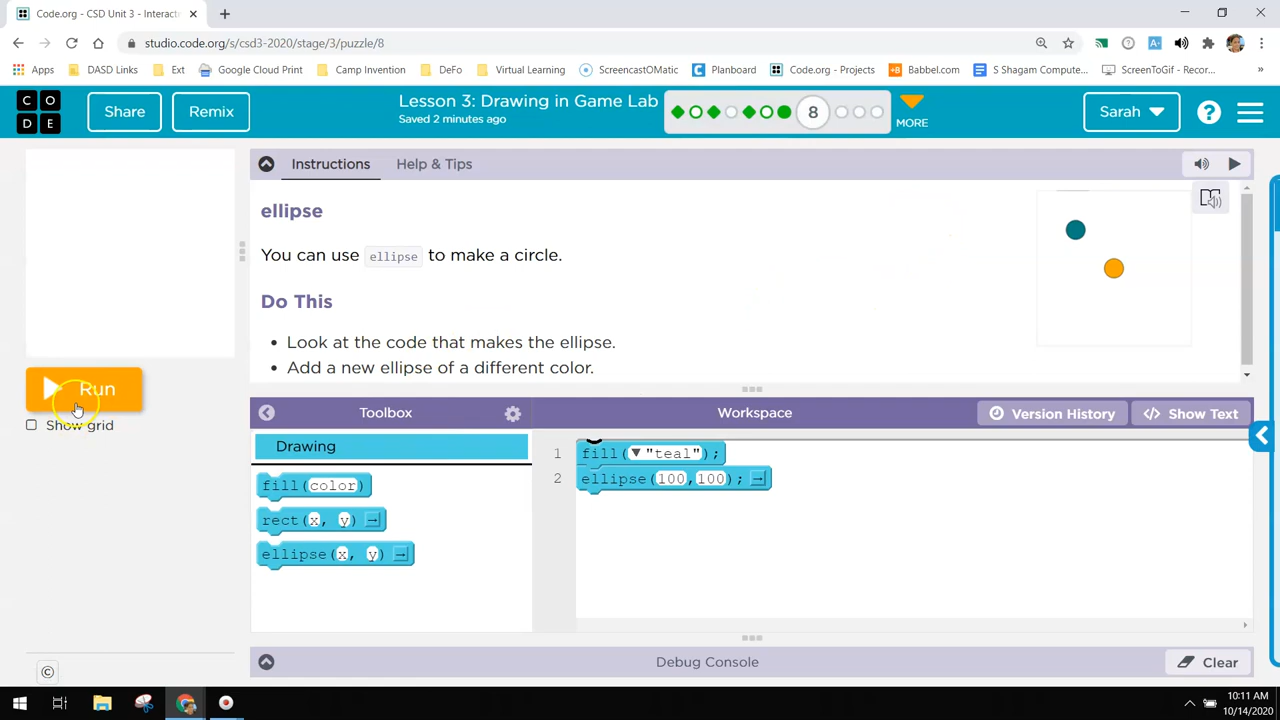 Code.org - CSD Unit 3 - Interact
studio.code.org/s/csd3-2020/stage/3/puzzle/8
Apps
DASD Links
Ext
Google Cloud Print
Camp Invention
DeFo
Virtual Learning
ScreencastOMatic
Planboard
Code.org - Projects
Babbel.com
S Shagam Compute...
ScreenToGif - Recor...
C O
D E
Share
Remix
Lesson 3: Drawing in Game Lab
Saved 2 minutes ago
8
MORE
Sarah
?
Instructions
Help & Tips
ellipse
You can use ellipse to make a circle.
Do This
• Look at the code that makes the ellipse.
• Add a new ellipse of a different color.
Run
Show grid
Toolbox
Workspace
Version History
</> Show Text
Drawing
fill(color)
rect(x, y)
ellipse(x, y)
1 fill("teal");
2 ellipse(100,100);
Debug Console
Clear
©
10:11 AM
10/14/2020